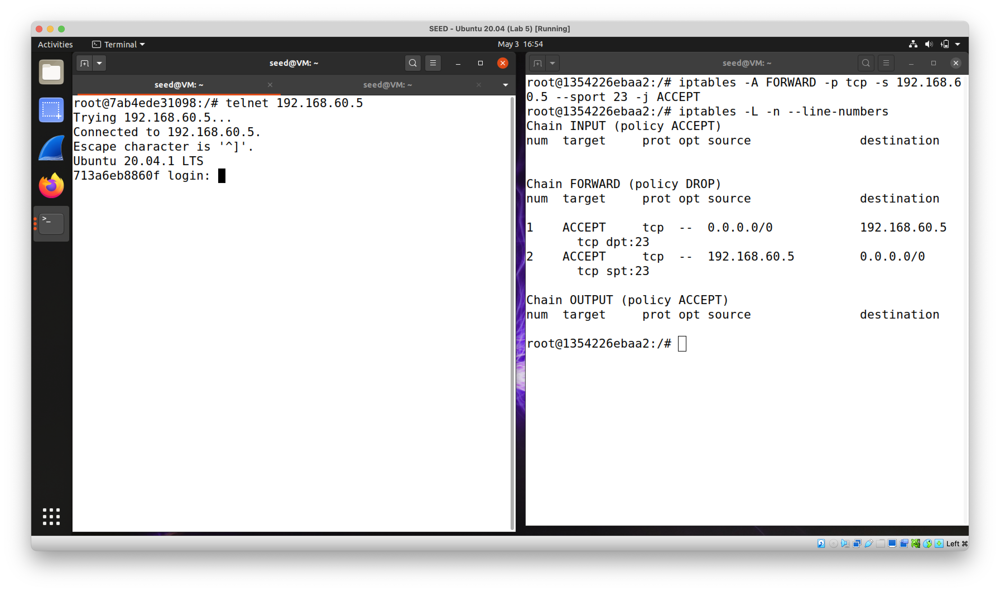 SEED - Ubuntu 20.04 (Lab 5) [Running]
Activities
Terminal
May 3 16:54
seed@VM: ~
seed@VM: ~
seed@VM: ~
root@7ab4ede31098:/# telnet 192.168.60.5
Trying 192.168.60.5...
Connected to 192.168.60.5.
Escape character is '^]'.
Ubuntu 20.04.1 LTS
713a6eb8860f login:
seed@VM: ~
root@1354226ebaa2:/# iptables -A FORWARD -p tcp -s 192.168.6
0.5 --sport 23 -j ACCEPT
root@1354226ebaa2:/# iptables -L -n --line-numbers
Chain INPUT (policy ACCEPT)
num  target     prot opt source               destination
Chain FORWARD (policy DROP)
num  target     prot opt source               destination
1    ACCEPT     tcp  --  0.0.0.0/0            192.168.60.5
       tcp dpt:23
2    ACCEPT     tcp  --  192.168.60.5         0.0.0.0/0
       tcp spt:23
Chain OUTPUT (policy ACCEPT)
num  target     prot opt source               destination
root@1354226ebaa2:/#
Left ⌘